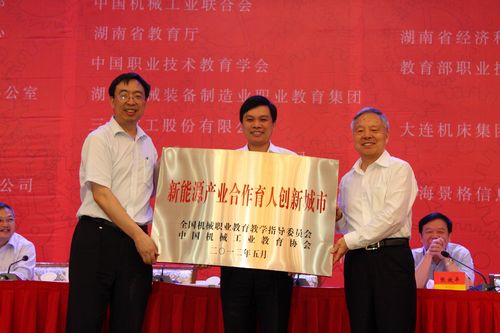 中国机械工业联合会
心 湖南省教育厅 湖南省经济
中国职业技术教育学会 教育部职业技
公室 湖 机械装备制造业职业教育集团
三 工股份有限公司 大连机床集团
公司 海景格信息
新能源产业合作育人创新城市
全国机械职业教育教学指导委员会
中国机械工业教育协会
二〇一二年五月